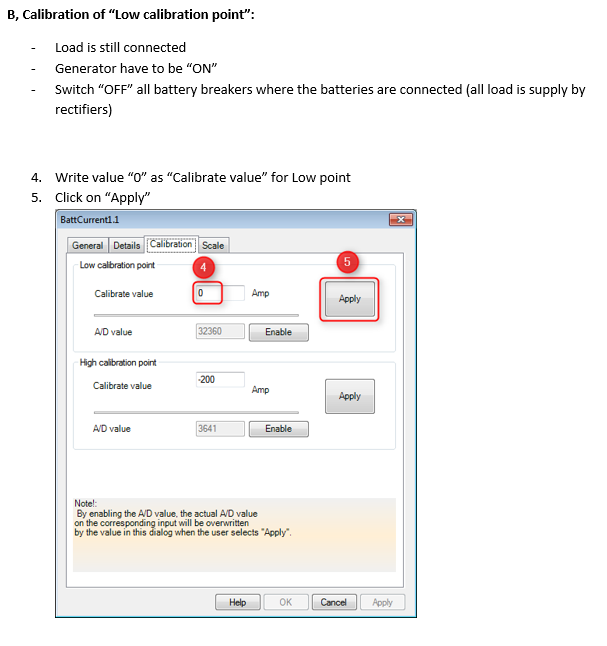 B, Calibration of “Low calibration point”:
- Load is still connected
- Generator have to be “ON”
- Switch “OFF” all battery breakers where the batteries are connected (all load is supply by
rectifiers)
4. Write value “0” as “Calibrate value” for Low point
5. Click on “Apply”
BattCurrent1.1
General Details Calibration Scale
Low calibration point
4
5
Calibrate value 0 Amp Apply
A/D value 32360 Enable
High calibration point
Calibrate value -200 Amp Apply
A/D value 3641 Enable
Note!:
By enabling the A/D value, the actual A/D value
on the corresponding input will be overwritten
by the value in this dialog when the user selects "Apply".
Help OK Cancel Apply